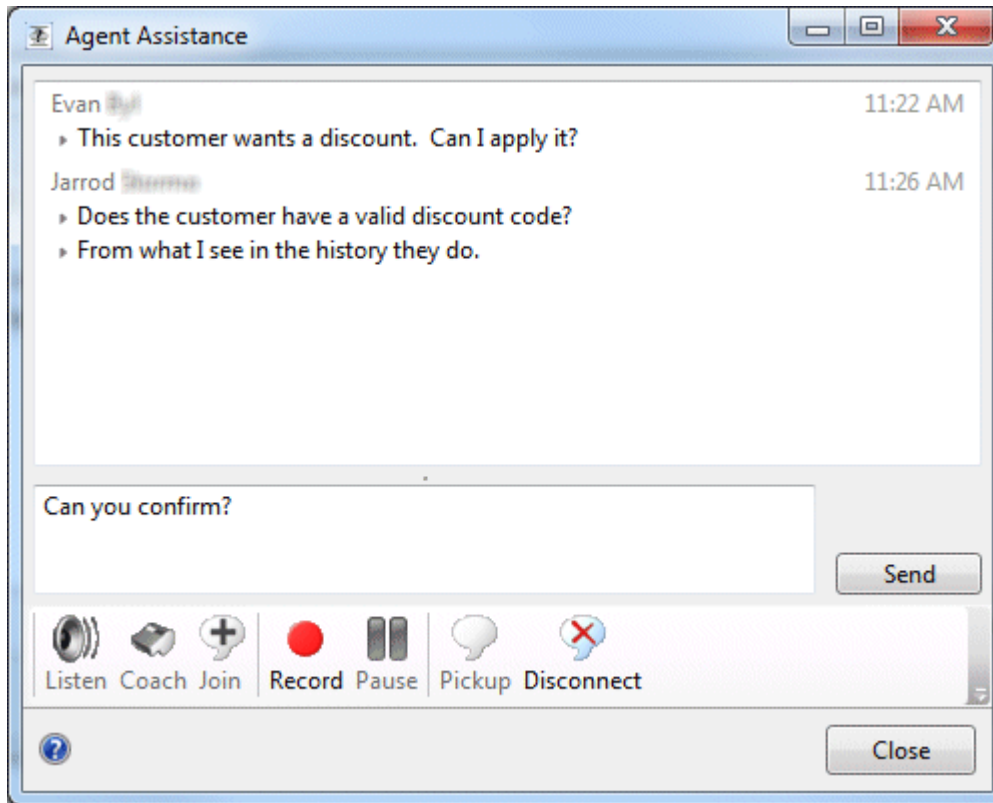 Agent Assistance
Evan
11:22 AM
This customer wants a discount.  Can I apply it?
Jarrod
11:26 AM
Does the customer have a valid discount code?
From what I see in the history they do.
Can you confirm?
Send
Listen Coach Join Record Pause Pickup Disconnect
Close